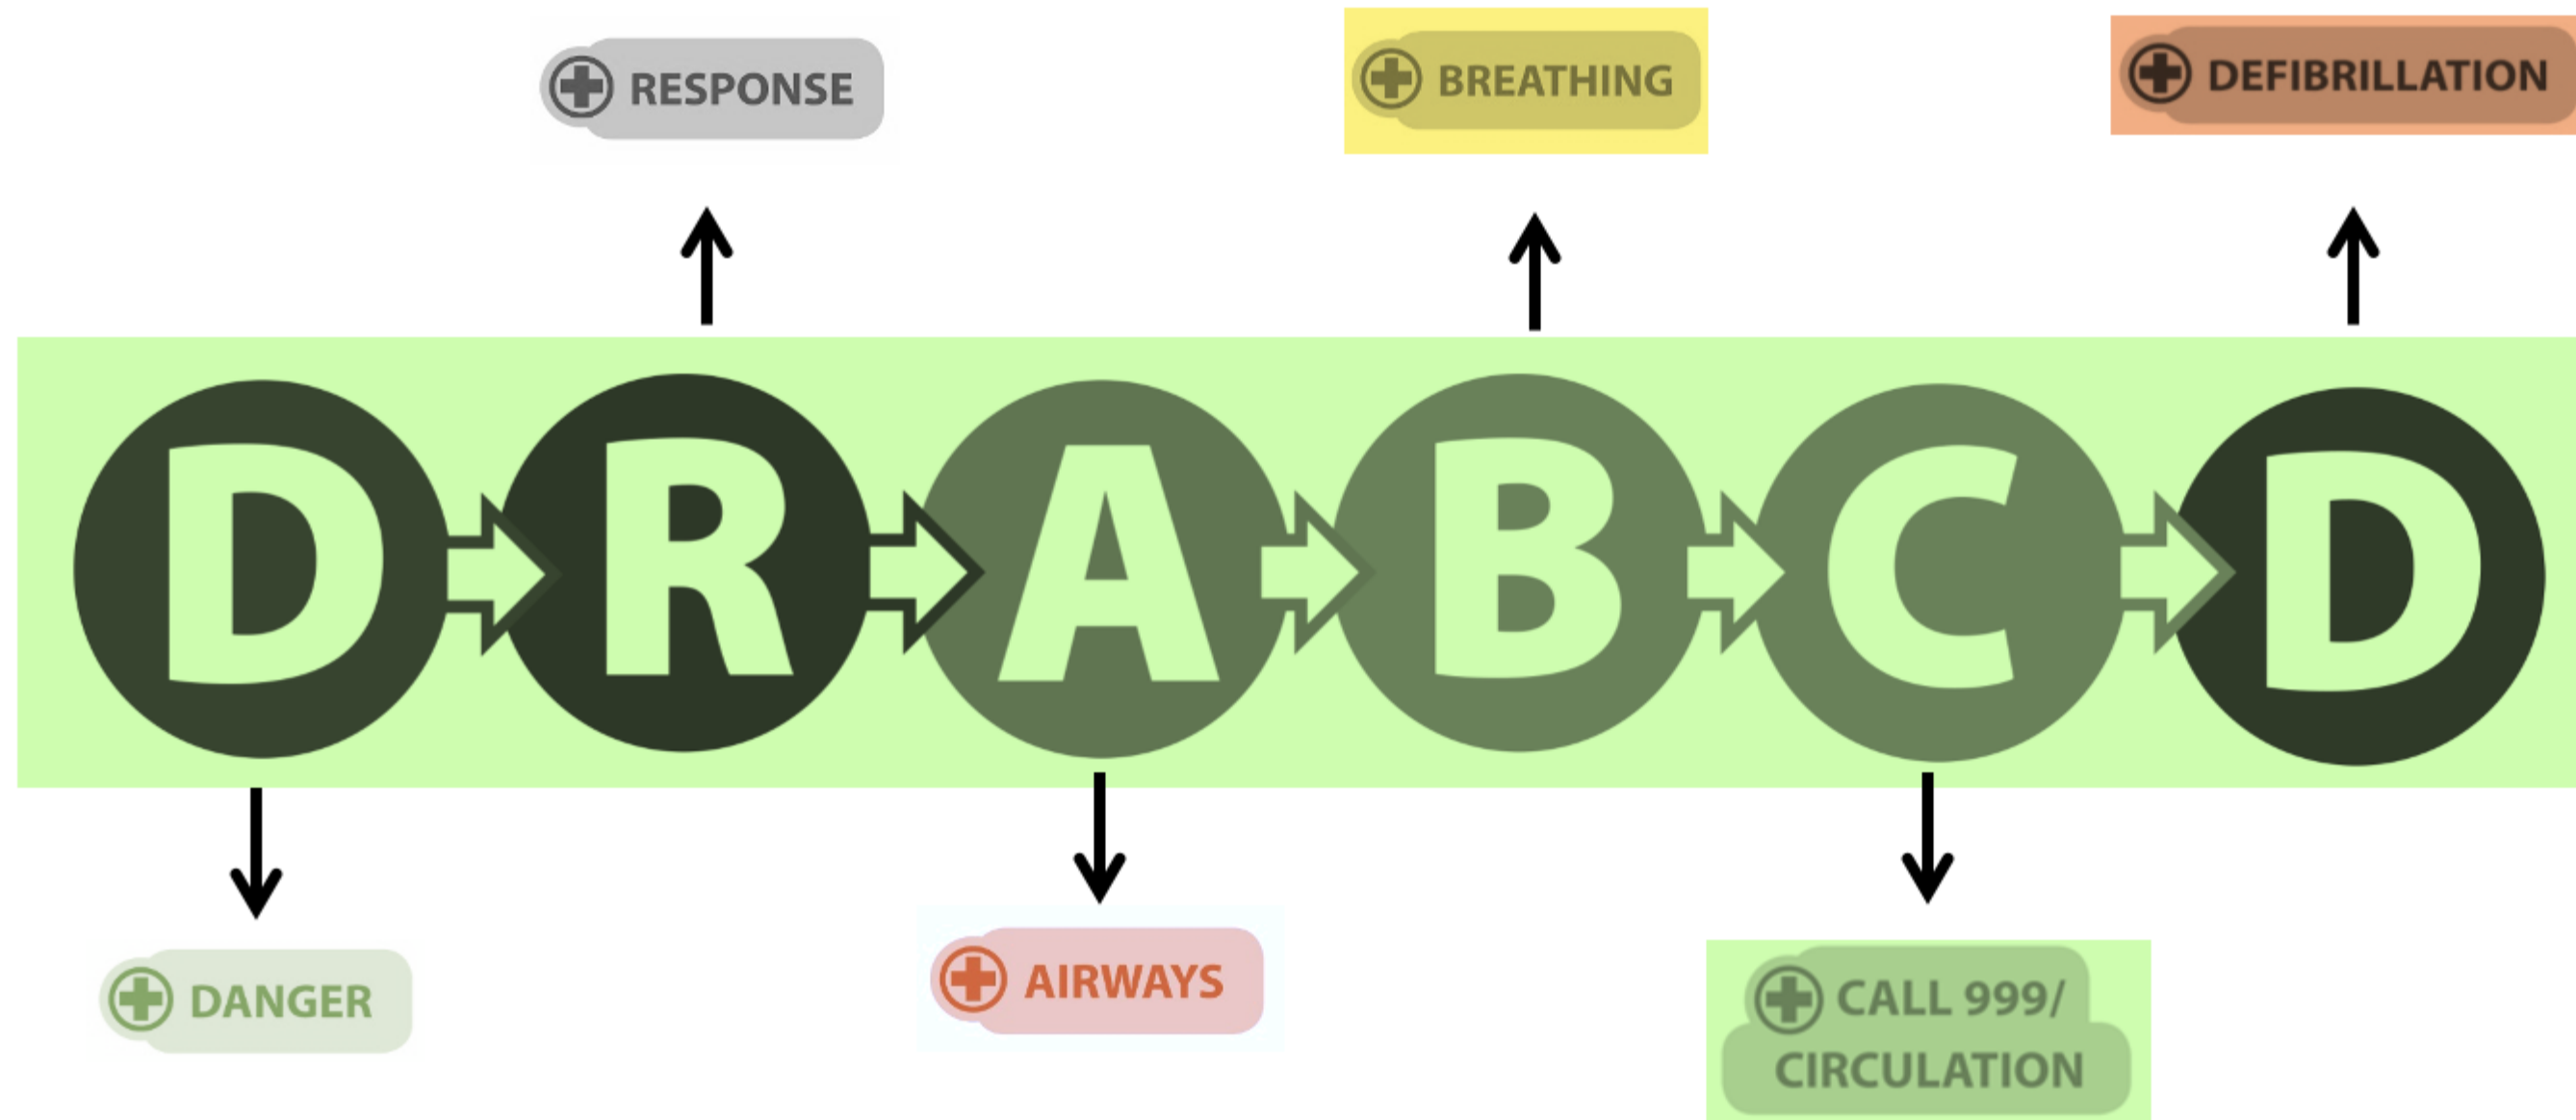 RESPONSE
BREATHING
DEFIBRILLATION
D R A B C D
DANGER
AIRWAYS
CALL 999/
CIRCULATION